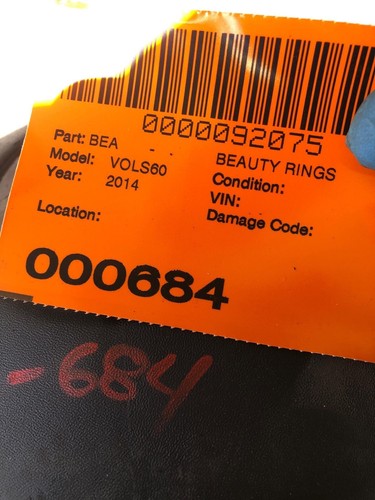 0000092075
Part: BEA - - BEAUTY RINGS
Model: VOLS60 Condition:
Year: 2014 VIN:
Location: Damage Code:
000684
- 684